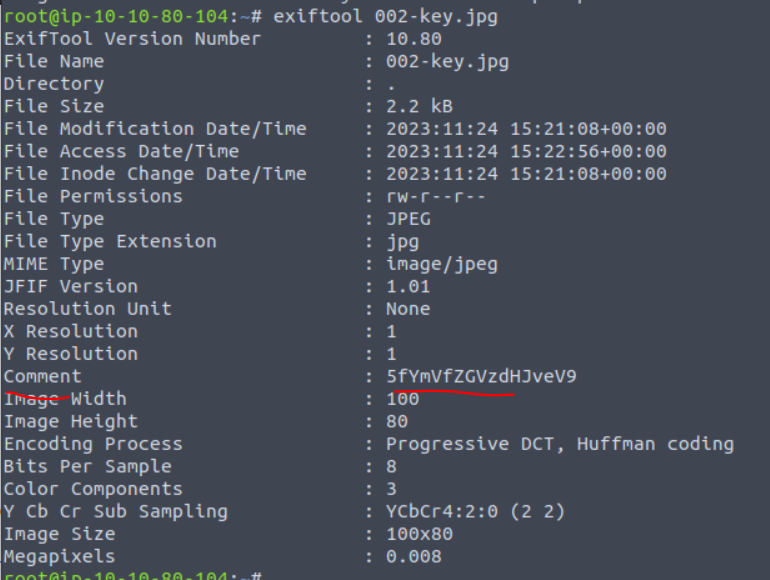 root@ip-10-10-80-104:~# exiftool 002-key.jpg
ExifTool Version Number : 10.80
File Name : 002-key.jpg
Directory : .
File Size : 2.2 kB
File Modification Date/Time : 2023:11:24 15:21:08+00:00
File Access Date/Time : 2023:11:24 15:22:56+00:00
File Inode Change Date/Time : 2023:11:24 15:21:08+00:00
File Permissions : rw-r--r--
File Type : JPEG
File Type Extension : jpg
MIME Type : image/jpeg
JFIF Version : 1.01
Resolution Unit : None
X Resolution : 1
Y Resolution : 1
Comment : 5fYmVfZGVzdHJveV9
Image Width : 100
Image Height : 80
Encoding Process : Progressive DCT, Huffman coding
Bits Per Sample : 8
Color Components : 3
Y Cb Cr Sub Sampling : YCbCr4:2:0 (2 2)
Image Size : 100x80
Megapixels : 0.008
root@ip-10-10-80-104:~#